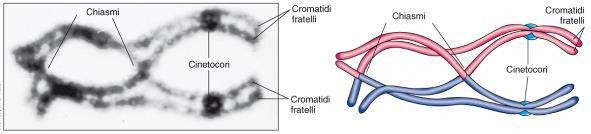 Chiasmi
Cinetocori
Cromatidi
fratelli
Cromatidi
fratelli
Chiasmi
Cinetocori
Cromatidi
fratelli